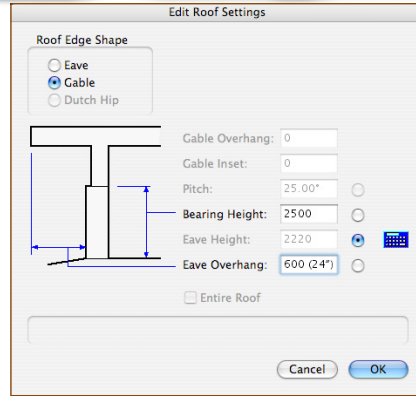 Edit Roof Settings
Roof Edge Shape
Eave
Gable
Dutch Hip
Gable Overhang: 0
Gable Inset: 0
Pitch: 25.00°
Bearing Height: 2500
Eave Height: 2220
Eave Overhang: 600 (24")
Entire Roof
Cancel OK